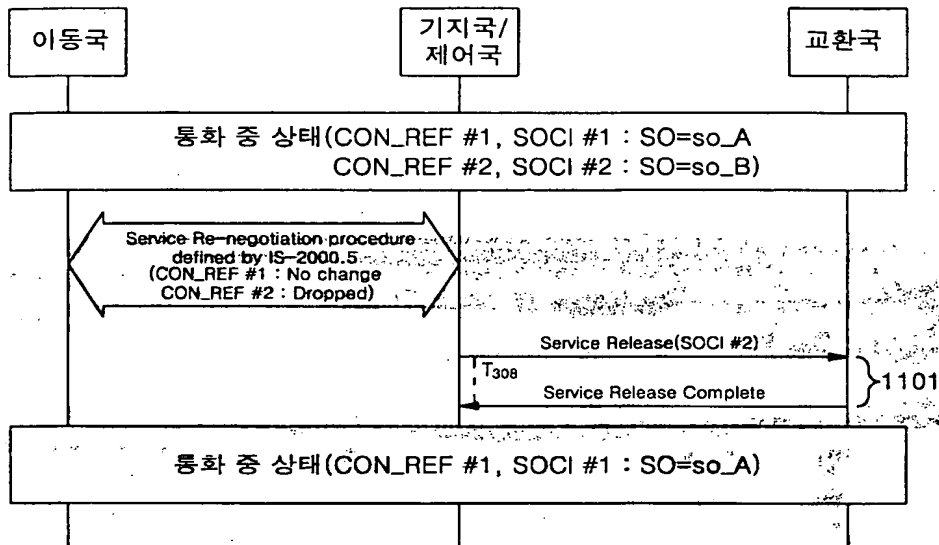 이동국
기지국/
제어국
교환국
통화 중 상태(CON_REF #1, SOCI #1 : SO=so_A
CON_REF #2, SOCI #2 : SO=so_B)
Service Re-negotiation procedure
defined by IS-2000.5
(CON_REF #1 : No change
CON_REF #2 : Dropped)
Service Release(SOCI #2)
T308
1101
Service Release Complete
통화 중 상태(CON_REF #1, SOCI #1 : SO=so_A)